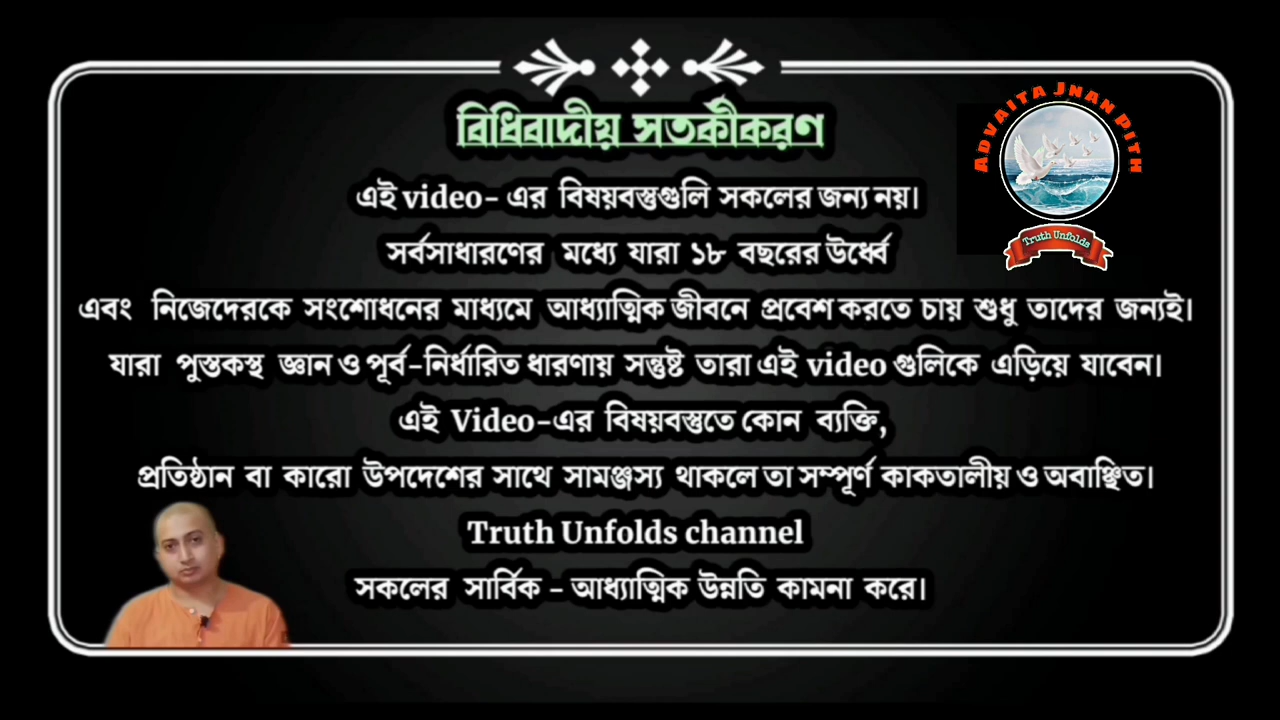 বিধিবাদীয় সতর্কীকরণ
ADVAITA JNAN PITH
Truth Unfolds
এই video- এর বিষয়বস্তুগুলি সকলের জন্য নয়।
সর্বসাধারণের মধ্যে যারা ১৮ বছরের উর্ধ্বে
এবং নিজেদেরকে সংশোধনের মাধ্যমে আধ্যাত্মিক জীবনে প্রবেশ করতে চায় শুধু তাদের জন্যই।
যারা পুস্তকস্থ জ্ঞান ও পূর্ব-নির্ধারিত ধারণায় সন্তুষ্ট তারা এই video গুলিকে এড়িয়ে যাবেন।
এই Video-এর বিষয়বস্তুতে কোন ব্যক্তি,
প্রতিষ্ঠান বা কারো উপদেশের সাথে সামঞ্জস্য থাকলে তা সম্পূর্ণ কাকতালীয় ও অবাঞ্ছিত।
Truth Unfolds channel
সকলের সার্বিক - আধ্যাত্মিক উন্নতি কামনা করে।